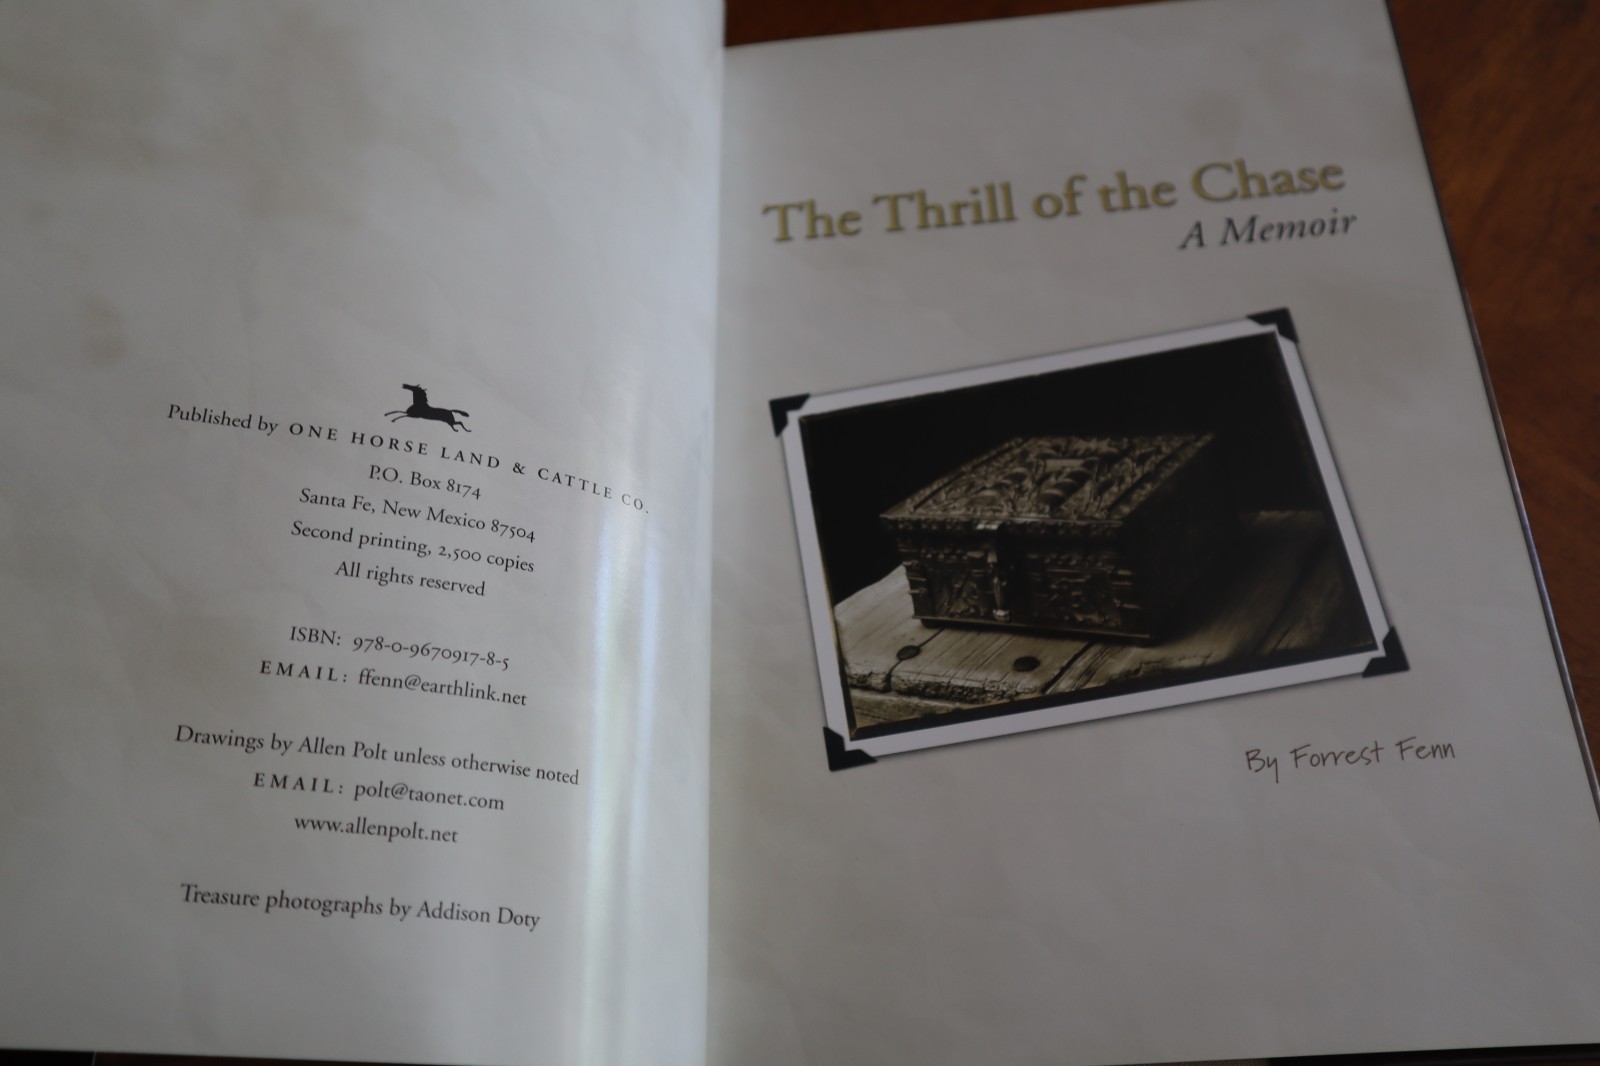 Published by ONE HORSE LAND & CATTLE CO.
P.O. Box 8174
Santa Fe, New Mexico 87504
Second printing, 2,500 copies
All rights reserved
ISBN: 978-0-9670917-8-5
EMAIL: ffenn@earthlink.net
Drawings by Allen Polt unless otherwise noted
EMAIL: polt@taonet.com
www.allenpolt.net
Treasure photographs by Addison Doty
The Thrill of the Chase
A Memoir
By Forrest Fenn